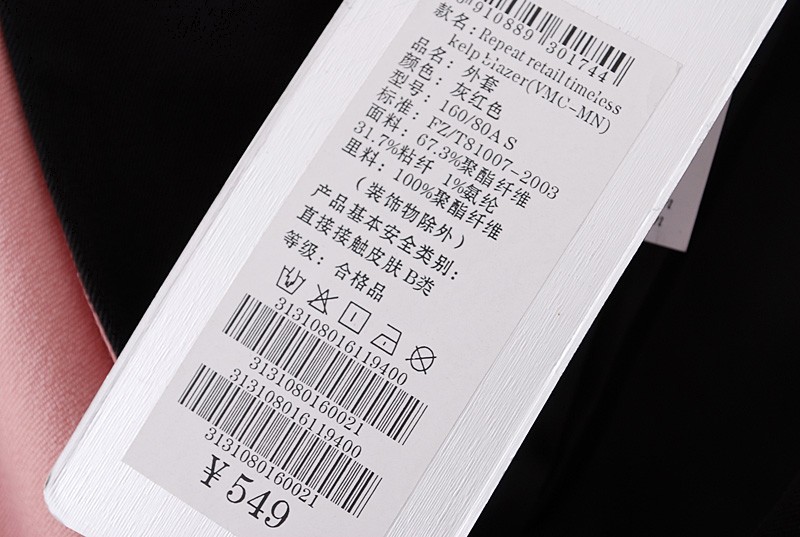 910889 301744
款名: Repeat retail timeless
kelp blazer(VMC-MN)
品名: 外套
颜色: 灰红色
型号: 160/80A.S
标准: FZ/T81007-2003
面料: 67.3%聚酯纤维
31.7%粘纤 1%氨纶
里料: 100%聚酯纤维
(装饰物除外)
产品基本安全类别:
直接接触皮肤 B类
等级: 合格品
313108016119400
3131080160021
313108016119400
3131080160021
¥549